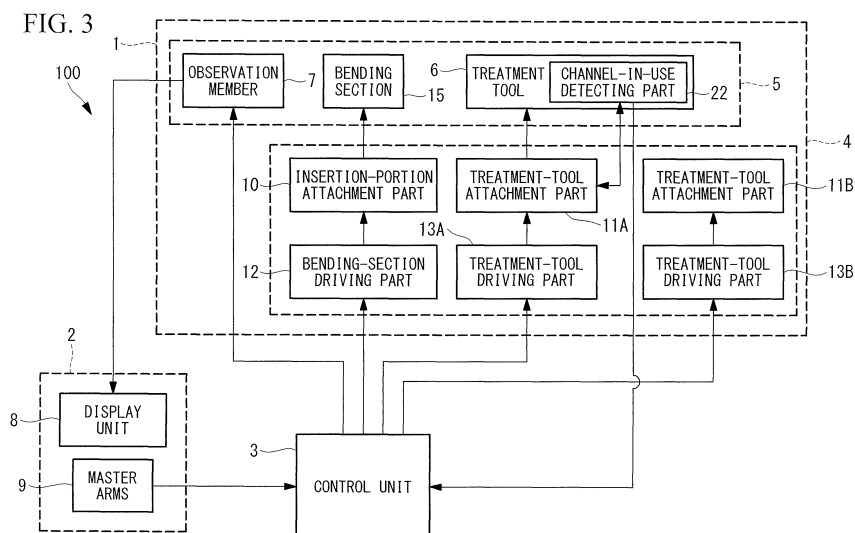 FIG. 3
1
100
OBSERVATION
MEMBER
7
BENDING
SECTION
15
6
TREATMENT
TOOL
CHANNEL-IN-USE
DETECTING PART
22
5
4
10
INSERTION-PORTION
ATTACHMENT PART
TREATMENT-TOOL
ATTACHMENT PART
11A
TREATMENT-TOOL
ATTACHMENT PART
11B
12
BENDING-SECTION
DRIVING PART
13A
TREATMENT-TOOL
DRIVING PART
TREATMENT-TOOL
DRIVING PART
13B
2
8
DISPLAY
UNIT
9
MASTER
ARMS
3
CONTROL UNIT